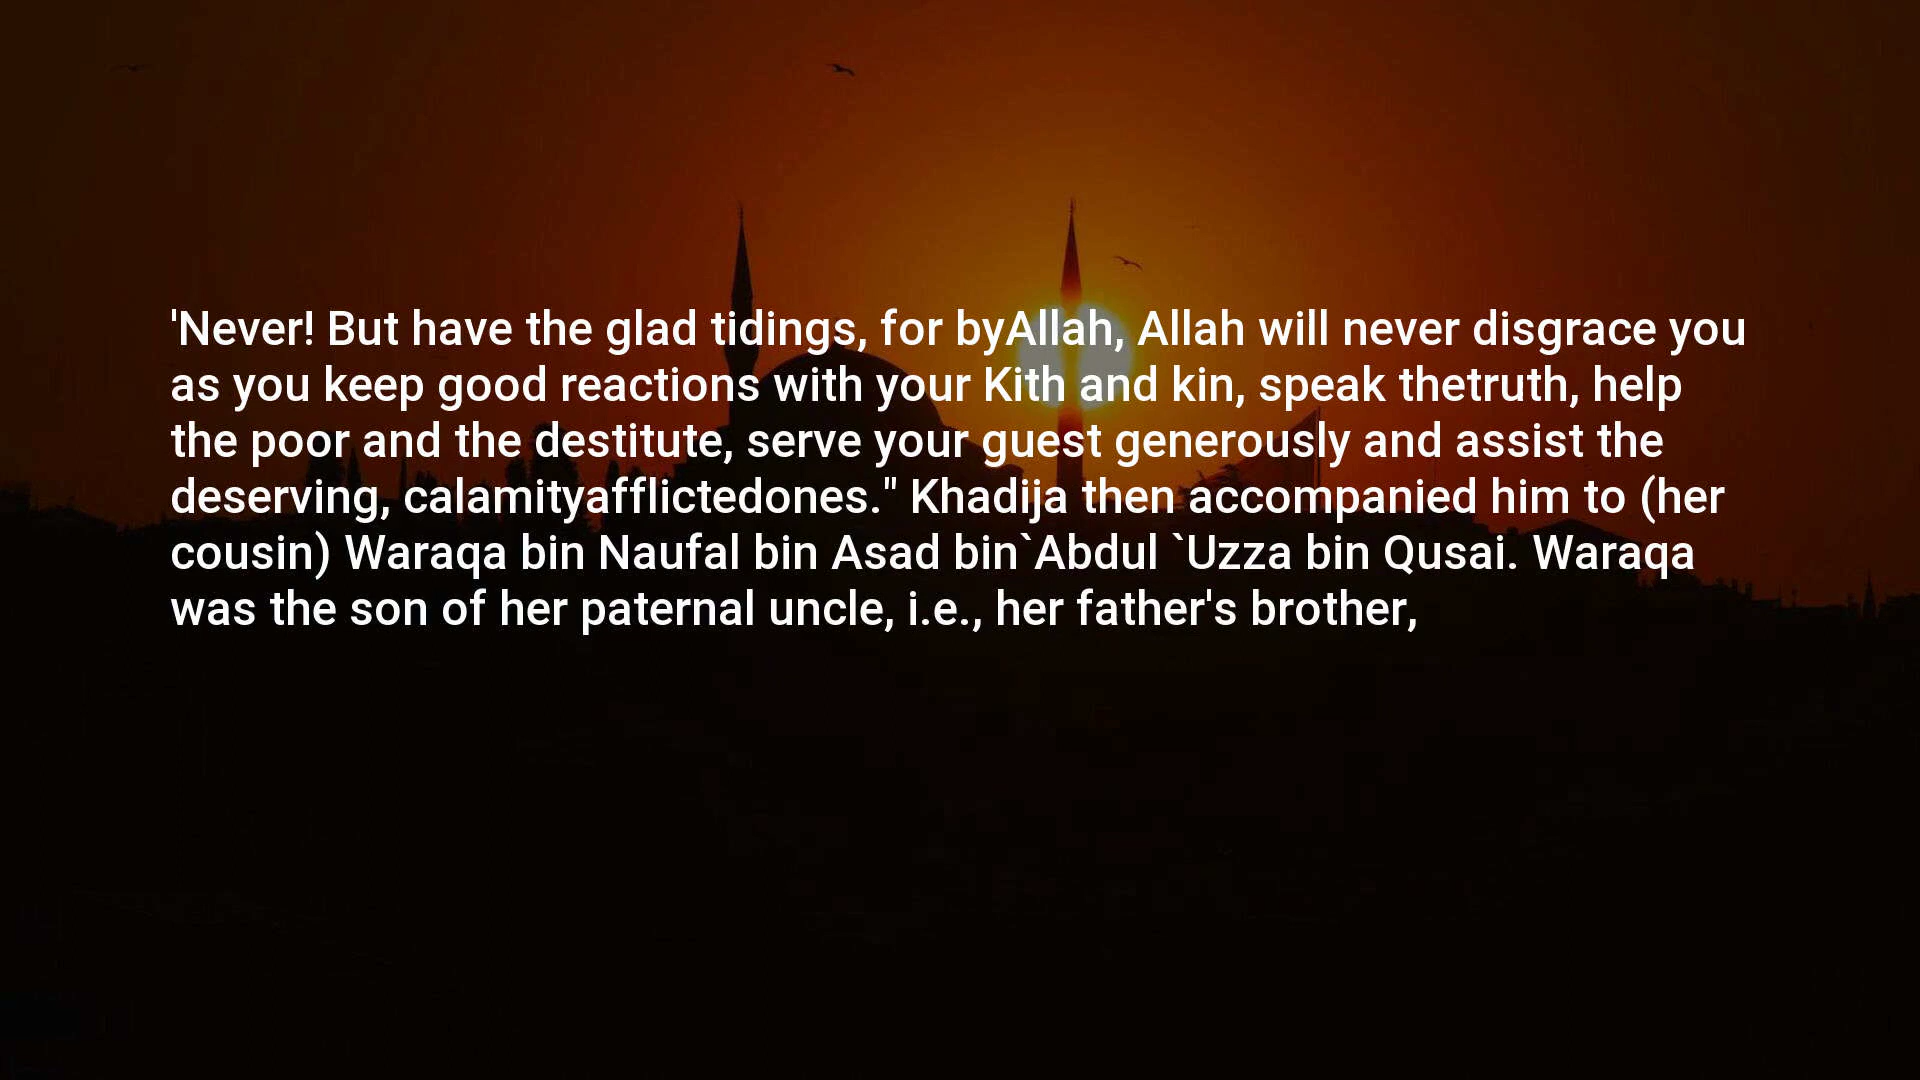 'Never! But have the glad tidings, for byAllah, Allah will never disgrace you
as you keep good reactions with your Kith and kin, speak thetruth, help
the poor and the destitute, serve your guest generously and assist the
deserving, calamityafflictedones." Khadija then accompanied him to (her
cousin) Waraqa bin Naufal bin Asad bin`Abdul `Uzza bin Qusai. Waraqa
was the son of her paternal uncle, i.e., her father's brother,